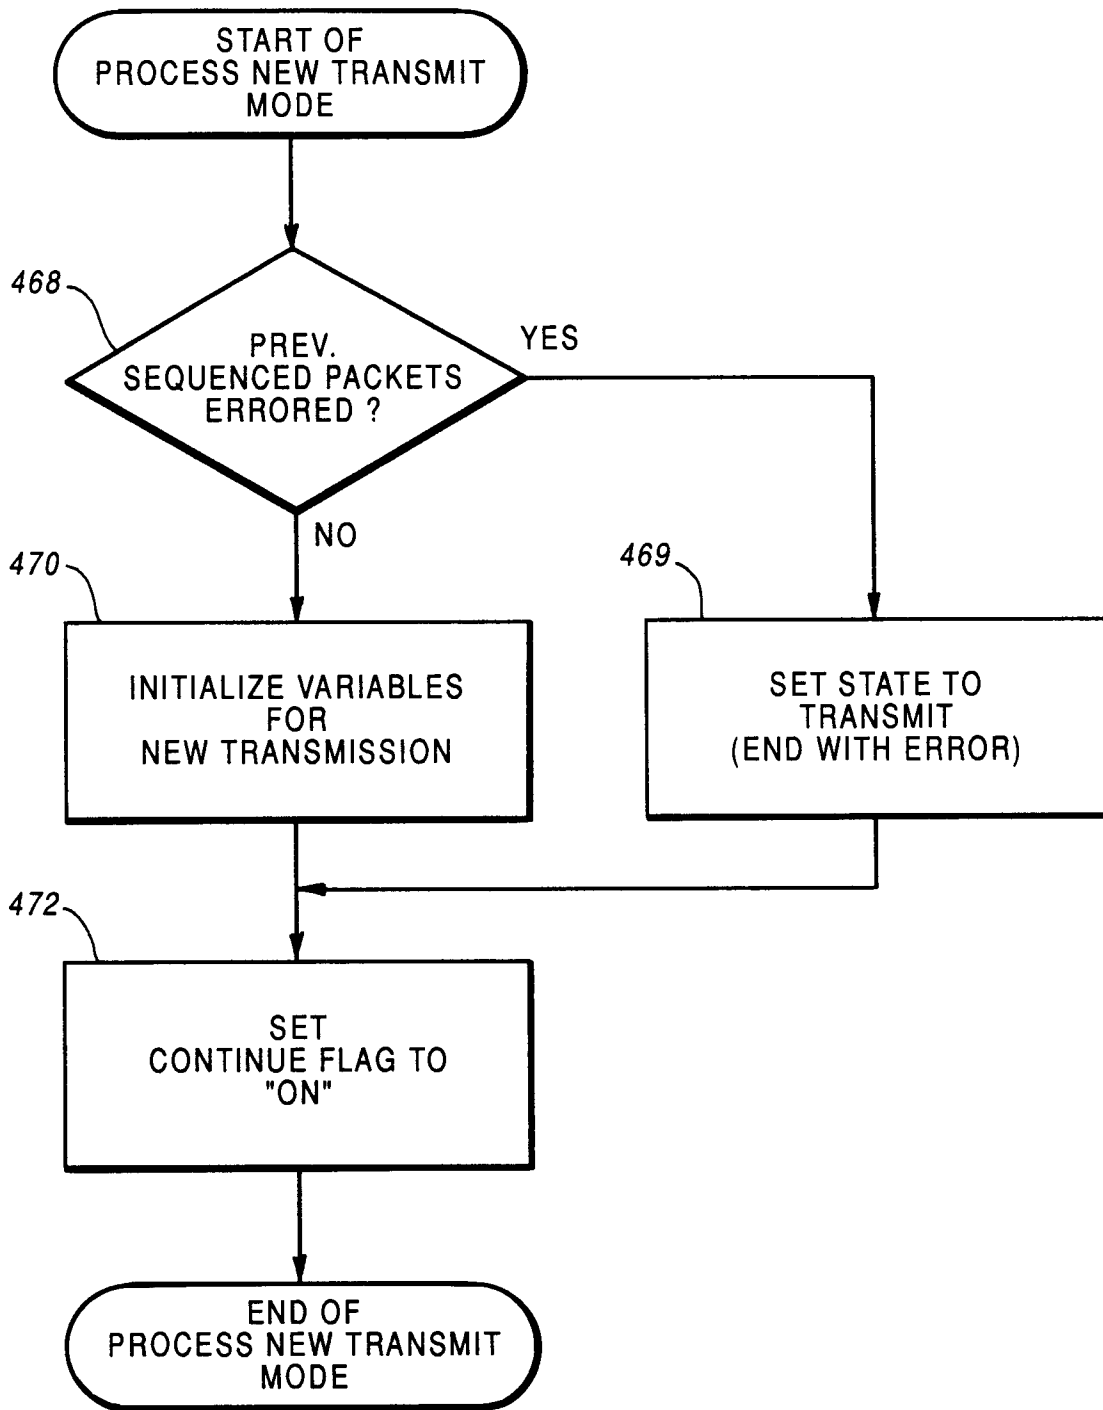 START OF
PROCESS NEW TRANSMIT
MODE
468
PREV.
SEQUENCED PACKETS
ERRORED ?
YES
NO
470
INITIALIZE VARIABLES
FOR
NEW TRANSMISSION
469
SET STATE TO
TRANSMIT
(END WITH ERROR)
472
SET
CONTINUE FLAG TO
"ON"
END OF
PROCESS NEW TRANSMIT
MODE